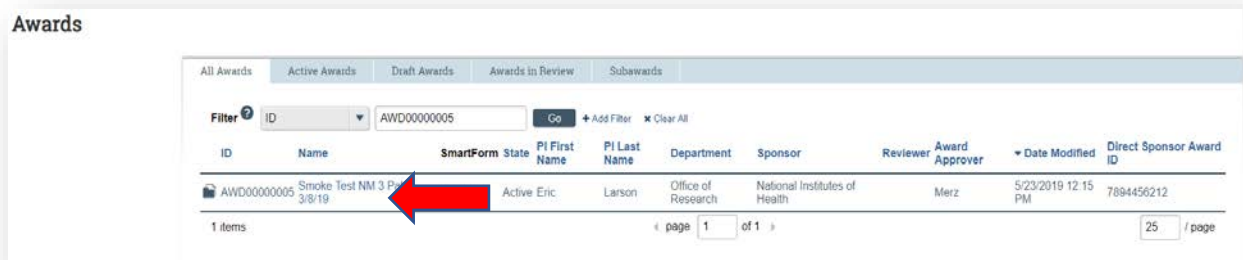 Awards
All Awards Active Awards Draft Awards Awards in Review Subawards
Filter ? ID ▼ AWD00000005 Go + Add Filter × Clear All
ID Name SmartForm State PI First Name PI Last Name Department Sponsor Reviewer Award Approver ▼ Date Modified Direct Sponsor Award ID
AWD00000005 Smoke Test NM 3 3/8/19 Active Eric Larson Office of Research National Institutes of Health Merz 5/23/2019 12:15 PM 7894456212
1 items page 1 of 1 25 / page